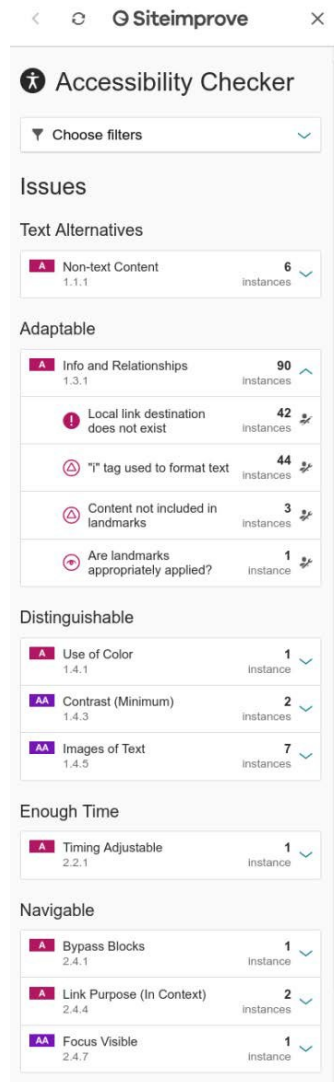 Siteimprove
Accessibility Checker
Choose filters
Issues
Text Alternatives
A Non-text Content 6
1.1.1 instances
Adaptable
A Info and Relationships 90
1.3.1 instances
Local link destination 42
does not exist instances
"i" tag used to format text 44
instances
Content not included in 3
landmarks instances
Are landmarks 1
appropriately applied? instance
Distinguishable
A Use of Color 1
1.4.1 instance
AA Contrast (Minimum) 2
1.4.3 instances
AA Images of Text 7
1.4.5 instances
Enough Time
A Timing Adjustable 1
2.2.1 instance
Navigable
A Bypass Blocks 1
2.4.1 instance
A Link Purpose (In Context) 2
2.4.4 instances
AA Focus Visible 1
2.4.7 instance